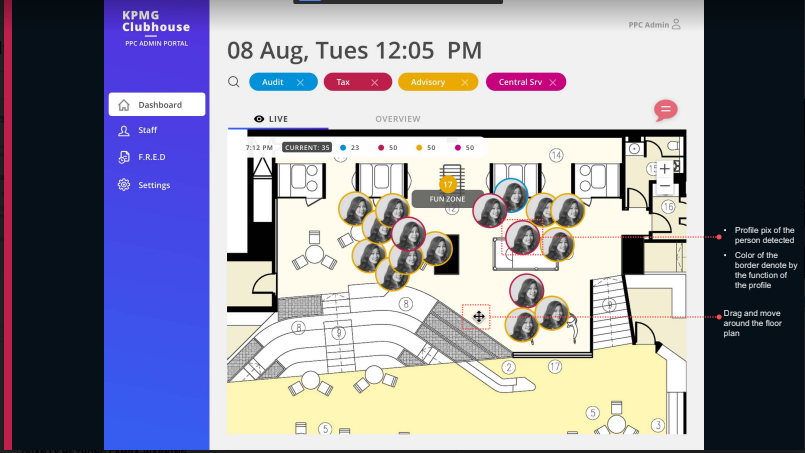 KPMG
Clubhouse
PPC ADMIN PORTAL
PPC Admin
08 Aug, Tues 12:05 PM
Audit
Tax
Advisory
Central Srv
Dashboard
Staff
F.R.E.D
Settings
LIVE
OVERVIEW
7:12 PM
CURRENT: 35
23
50
50
50
14
17
FUN ZONE
16
• Profile pix of the
person detected
• Color of the
border denote by
the function of
the profile
Drag and move
around the floor
plan
8
8
9
9
2
17
5
5
3